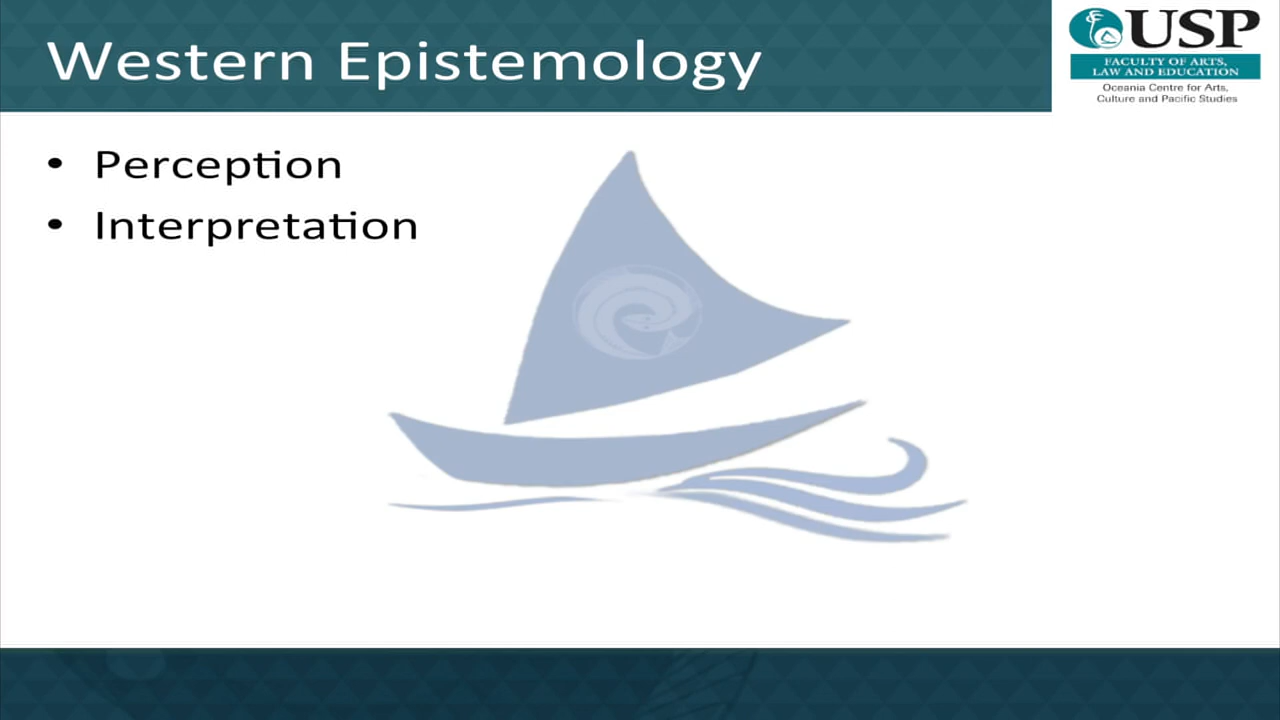 Western Epistemology
USP
FACULTY OF ARTS,
LAW AND EDUCATION
Oceania Centre for Arts,
Culture and Pacific Studies
• Perception
• Interpretation